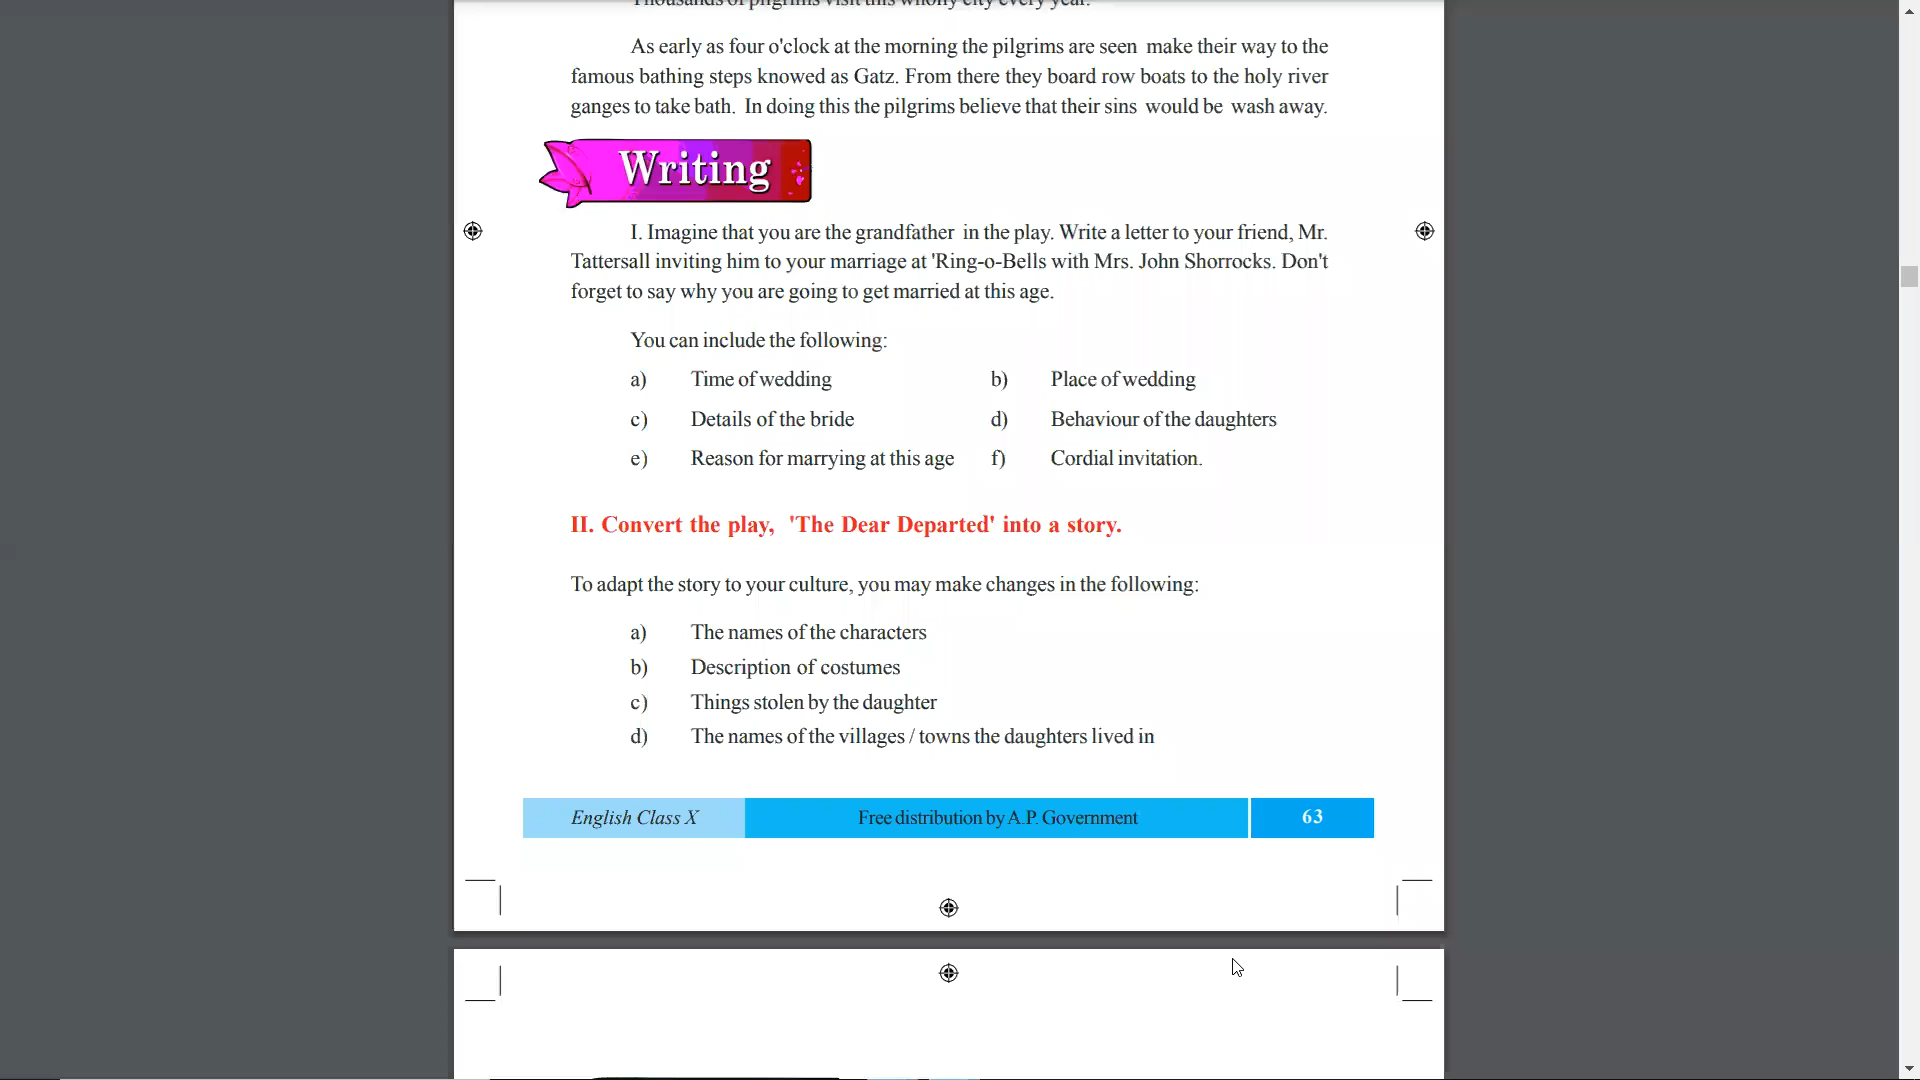 Thousands of pilgrims visit this wholly city every year.
As early as four o'clock at the morning the pilgrims are seen make their way to the
famous bathing steps knowed as Gatz. From there they board row boats to the holy river
ganges to take bath. In doing this the pilgrims believe that their sins would be wash away.
Writing
I. Imagine that you are the grandfather in the play. Write a letter to your friend, Mr.
Tattersall inviting him to your marriage at 'Ring-o-Bells with Mrs. John Shorrocks. Don't
forget to say why you are going to get married at this age.
You can include the following:
a) Time of wedding b) Place of wedding
c) Details of the bride d) Behaviour of the daughters
e) Reason for marrying at this age f) Cordial invitation.
II. Convert the play, 'The Dear Departed' into a story.
To adapt the story to your culture, you may make changes in the following:
a) The names of the characters
b) Description of costumes
c) Things stolen by the daughter
d) The names of the villages / towns the daughters lived in
English Class X Free distribution by A.P. Government 63